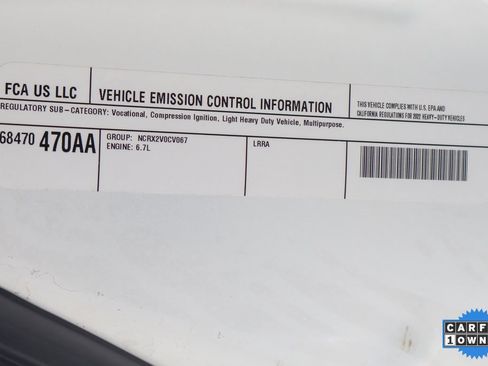 FCA US LLC
VEHICLE EMISSION CONTROL INFORMATION
THIS VEHICLE COMPLIES WITH U.S. EPA AND
CALIFORNIA REGULATIONS FOR 2022 HEAVY-DUTY VEHICLES
REGULATORY SUB-CATEGORY: Vocational, Compression Ignition, Light Heavy Duty Vehicle, Multipurpose.
68470 470AA
GROUP: NCRX2V0CV067
ENGINE: 6.7L
LRRA
1 OWN